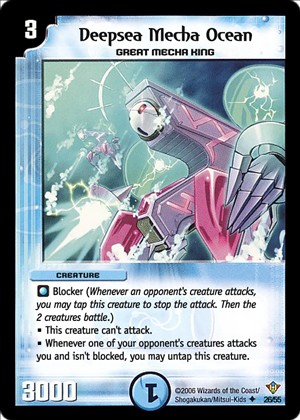 3
Deepsea Mecha Ocean
GREAT MECHA KING
CREATURE
Blocker (Whenever an opponent's creature attacks,
you may tap this creature to stop the attack. Then the
2 creatures battle.)
▪ This creature can't attack.
▪ Whenever one of your opponent's creatures attacks
you and isn't blocked, you may untap this creature.
3000
1
©2006 Wizards of the Coast/
Shogakukan/Mitsui-Kids ♦ 26/55